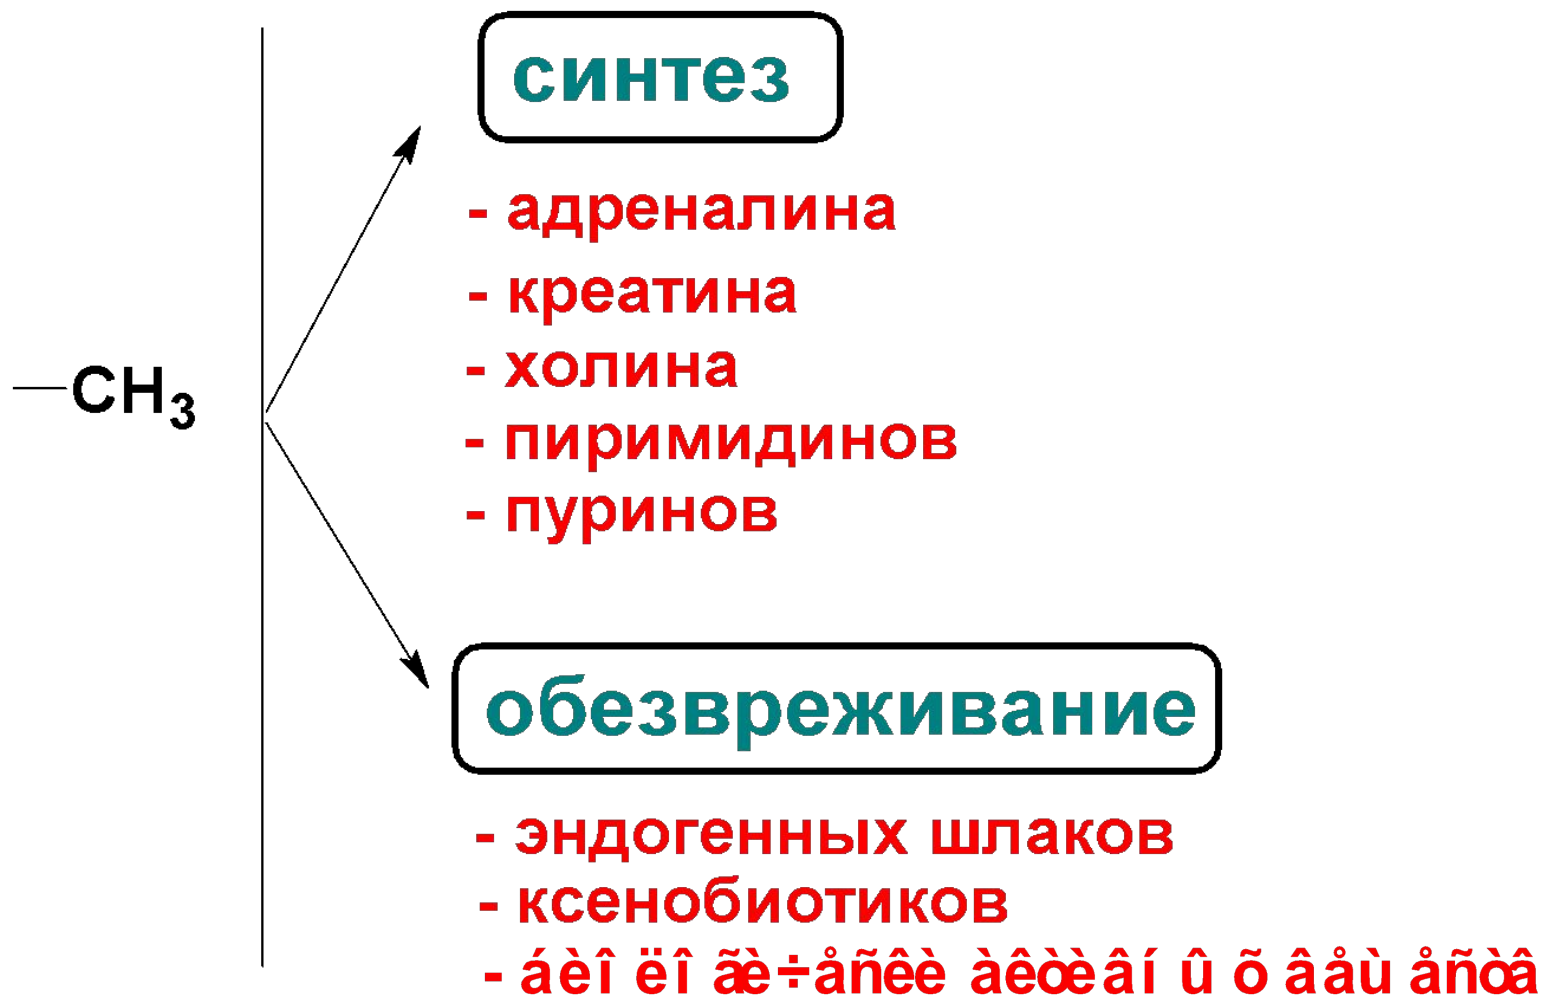 синтез
- адреналина
- креатина
—CH₃
- холина
- пиримидинов
- пуринов
обезвреживание
- эндогенных шлаков
- ксенобиотиков
- áèî ëî ãè÷åñêè àêòèâí û õ âåù åñòâ